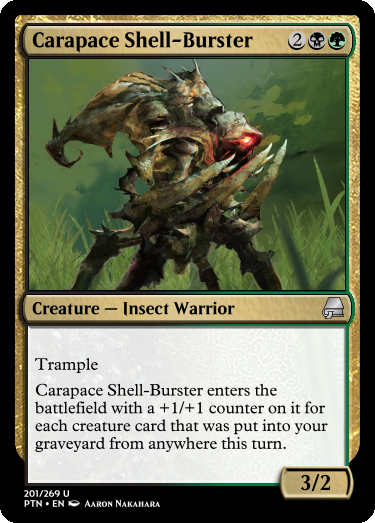 Carapace Shell-Burster 2
Creature — Insect Warrior
Trample
Carapace Shell-Burster enters the
battlefield with a +1/+1 counter on it for
each creature card that was put into your
graveyard from anywhere this turn.
3/2
201/269 U
PTN • EN Aaron Nakahara